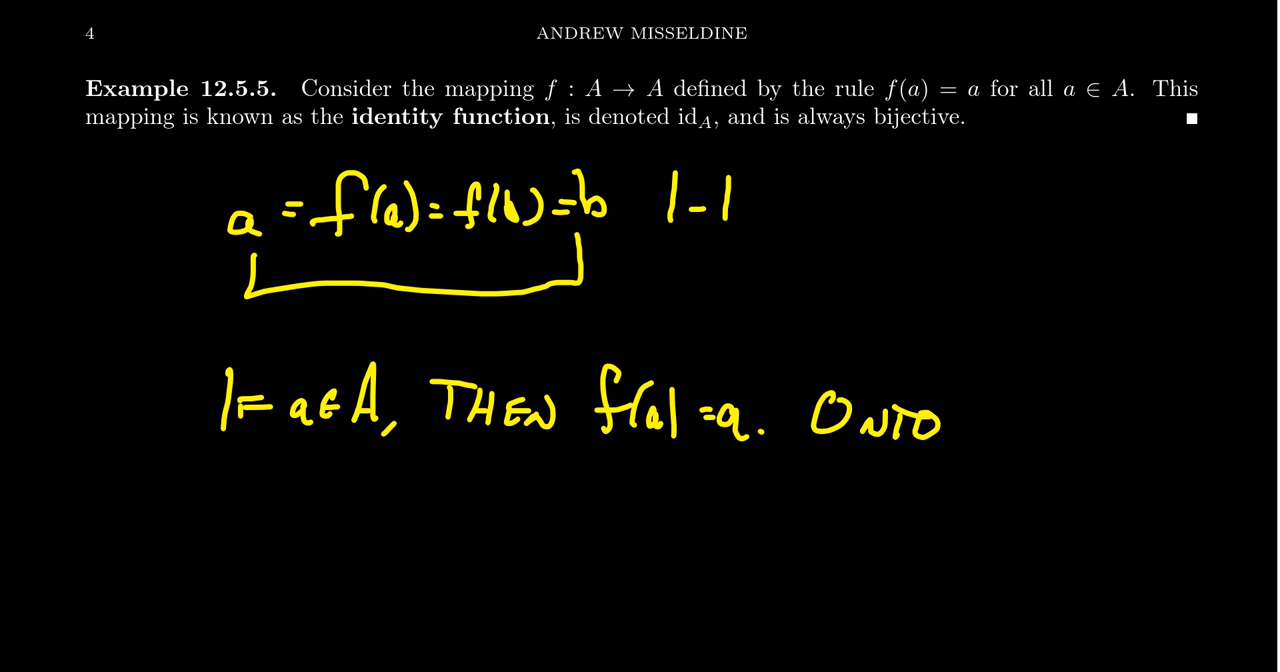 4 ANDREW MISSELDINE
Example 12.5.5. Consider the mapping f : A → A defined by the rule f(a) = a for all a ∈ A. This
mapping is known as the identity function, is denoted id_A, and is always bijective. ■
a = f(a) = f(b) = b 1-1
IF a ∈ A, THEN f(a) = a. ONTO